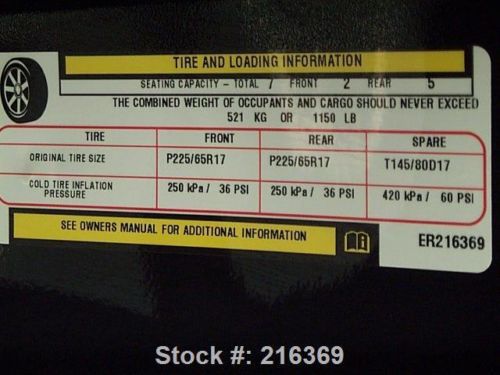 TIRE AND LOADING INFORMATION
SEATING CAPACITY - TOTAL 7 FRONT 2 REAR 5
THE COMBINED WEIGHT OF OCCUPANTS AND CARGO SHOULD NEVER EXCEED
521 KG OR 1150 LB
TIRE FRONT REAR SPARE
ORIGINAL TIRE SIZE P225/65R17 P225/65R17 T145/80D17
COLD TIRE INFLATION PRESSURE 250 kPa / 36 PSI 250 kPa / 36 PSI 420 kPa / 60 PSI
SEE OWNERS MANUAL FOR ADDITIONAL INFORMATION
ER216369
Stock #: 216369